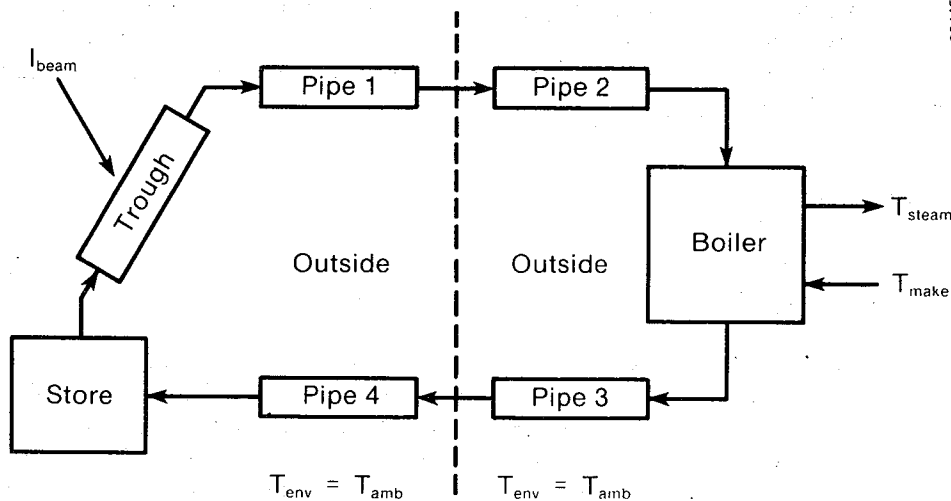 I_beam
Pipe 1
Pipe 2
Trough
T_steam
Boiler
Outside
Outside
T_make
Store
Pipe 4
Pipe 3
T_env = T_amb
T_env = T_amb